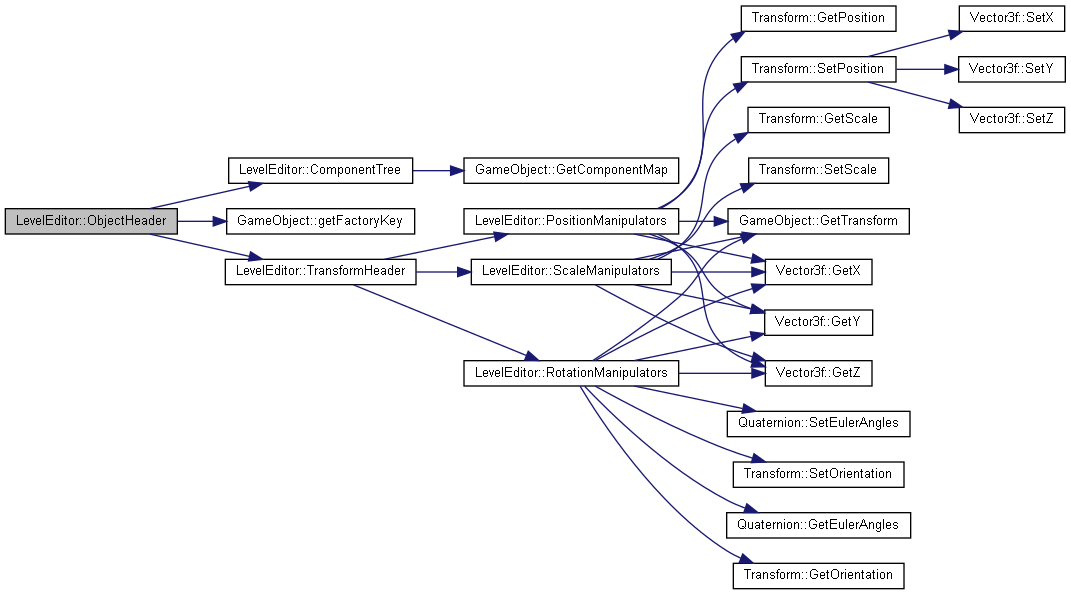 Transform::GetPosition
Vector3f::SetX
Transform::SetPosition
Vector3f::SetY
Transform::GetScale
Vector3f::SetZ
LevelEditor::ComponentTree
GameObject::GetComponentMap
Transform::SetScale
LevelEditor::ObjectHeader
GameObject::getFactoryKey
LevelEditor::PositionManipulators
GameObject::GetTransform
LevelEditor::TransformHeader
LevelEditor::ScaleManipulators
Vector3f::GetX
Vector3f::GetY
LevelEditor::RotationManipulators
Vector3f::GetZ
Quaternion::SetEulerAngles
Transform::SetOrientation
Quaternion::GetEulerAngles
Transform::GetOrientation